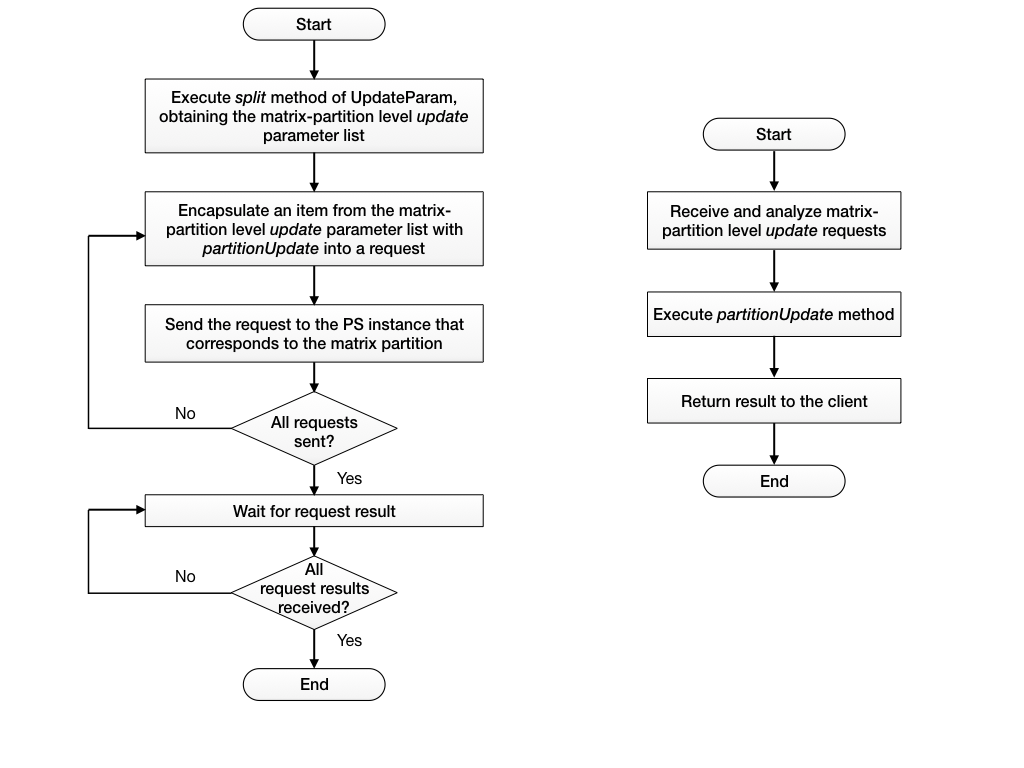 Start
Execute split method of UpdateParam,
obtaining the matrix-partition level update
parameter list
Encapsulate an item from the matrix-
partition level update parameter list with
partitionUpdate into a request
Send the request to the PS instance that
corresponds to the matrix partition
No
All requests
sent?
Yes
Wait for request result
No
All
request results
received?
Yes
End
Start
Receive and analyze matrix-
partition level update requests
Execute partitionUpdate method
Return result to the client
End